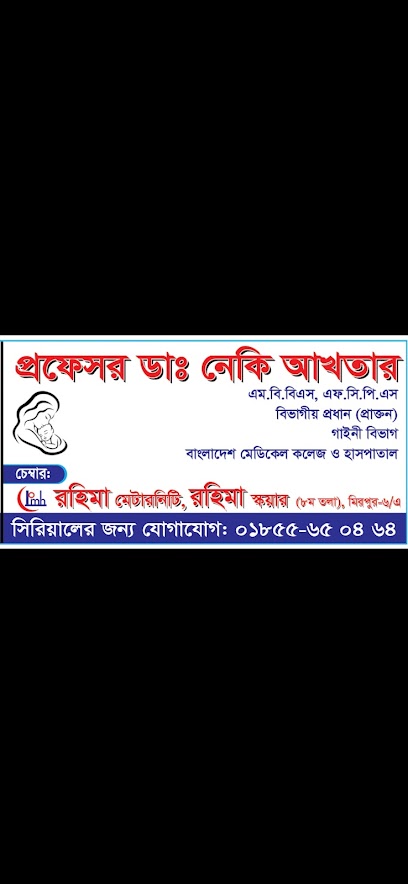 প্রফেসর ডাঃ নেকি আখতার
এম.বি.বিএস, এফ.সি.পি.এস
বিভাগীয় প্রধান (প্রাক্তন)
গাইনী বিভাগ
বাংলাদেশ মেডিকেল কলেজ ও হাসপাতাল
চেম্বার:
rmh রহিমা মেটারনিটি, রহিমা স্কয়ার (৮ম তলা), মিরপুর-৬/এ
সিরিয়ালের জন্য যোগাযোগ: ০১৮৫৫-৬৫ ০৪ ৬৪